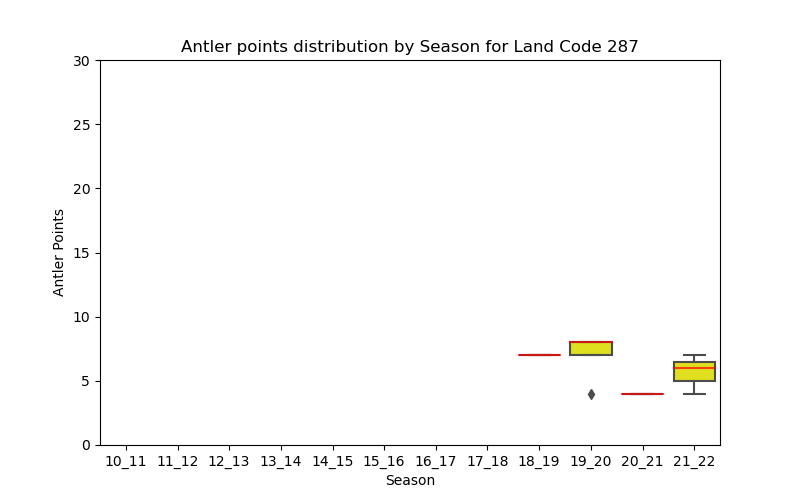 Antler points distribution by Season for Land Code 287
30
25
20
15
10
5
0
Antler Points
10_11 11_12 12_13 13_14 14_15 15_16 16_17 17_18 18_19 19_20 20_21 21_22
Season